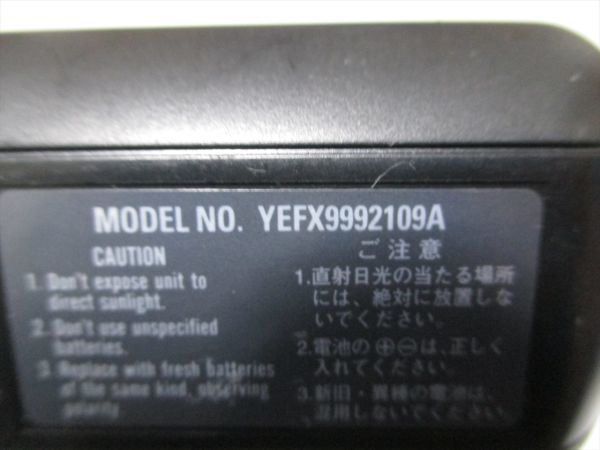 MODEL NO. YEFX9992109A
CAUTION
1. Don't expose unit to
direct sunlight.
2. Don't use unspecified
batteries.
3. Replace with fresh batteries
of the same kind, observing
polarity.
ご注意
1.直射日光の当たる場所
には、絶対に放置しな
いでください。
2.電池の⊕⊖は、正しく
入れてください。
3.新旧・異種の電池は、
混用しないでください。